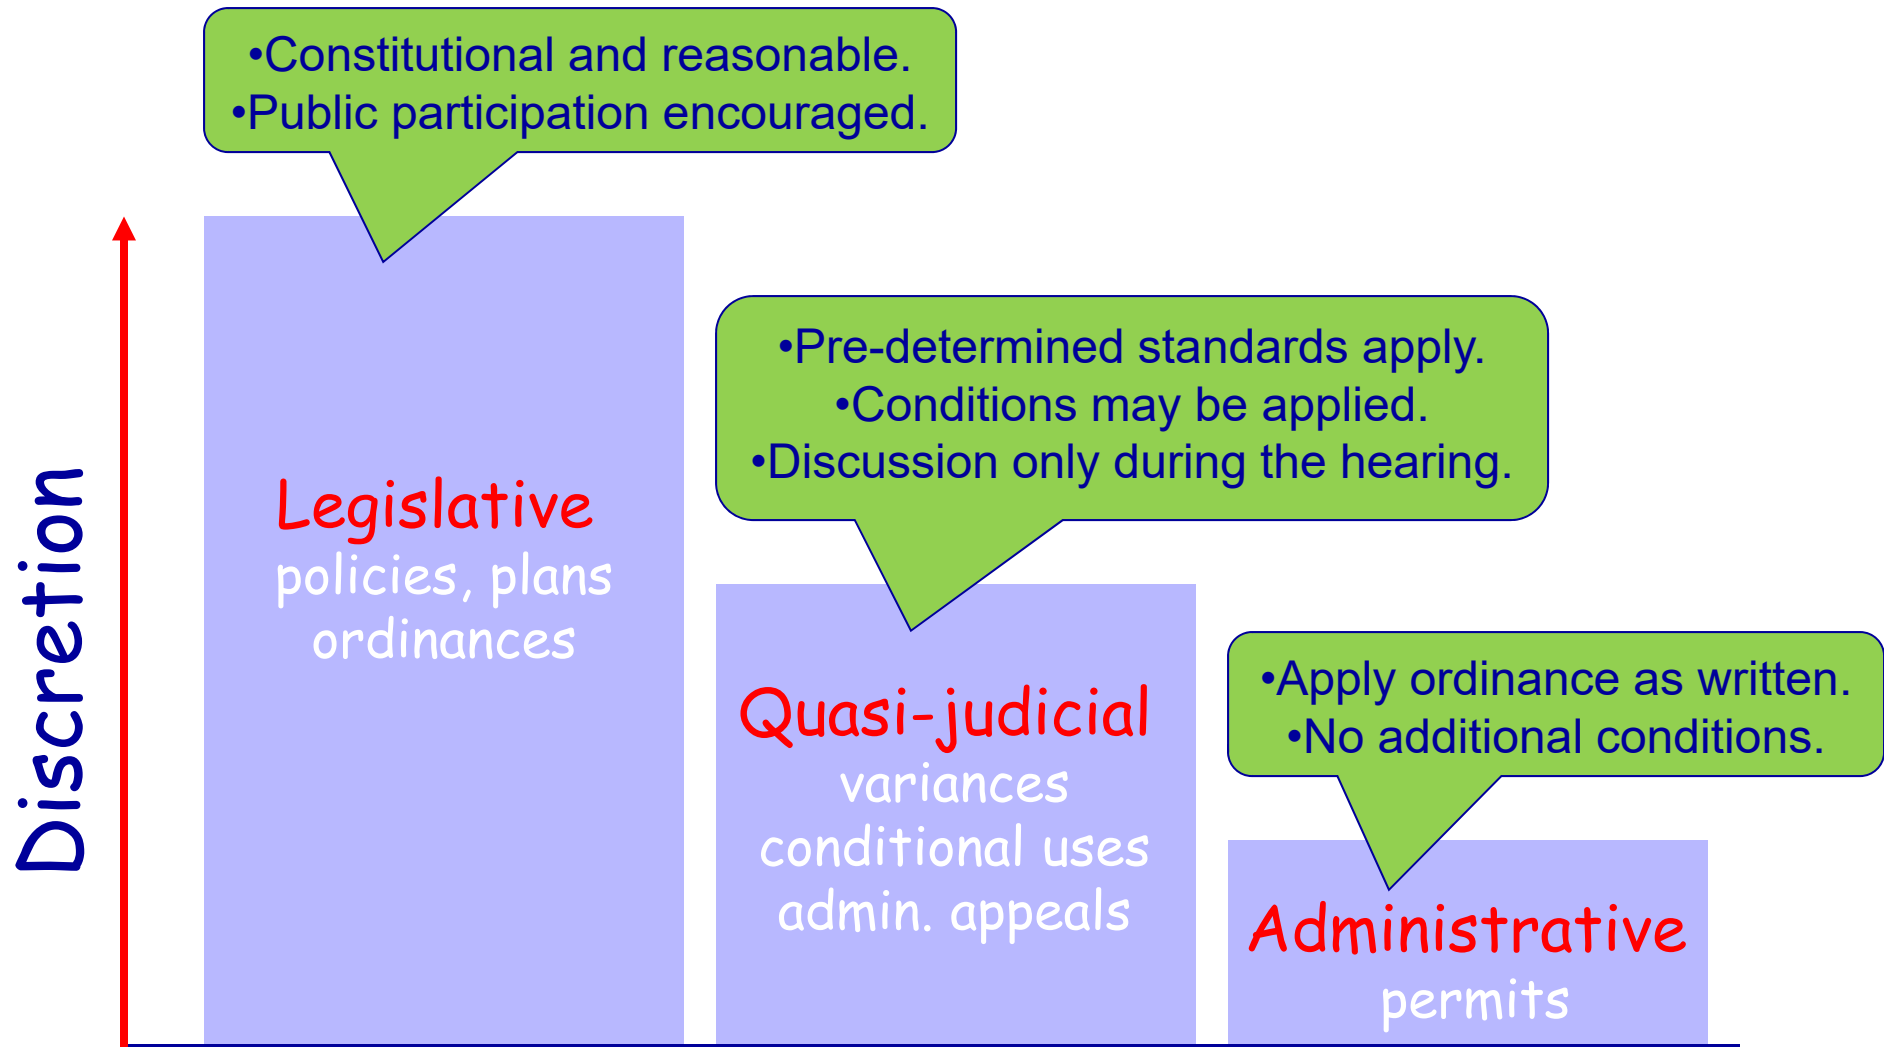 •Constitutional and reasonable.
•Public participation encouraged.
Discretion
Legislative
policies, plans
ordinances
•Pre-determined standards apply.
•Conditions may be applied.
•Discussion only during the hearing.
Quasi-judicial
variances
conditional uses
admin. appeals
•Apply ordinance as written.
•No additional conditions.
Administrative
permits